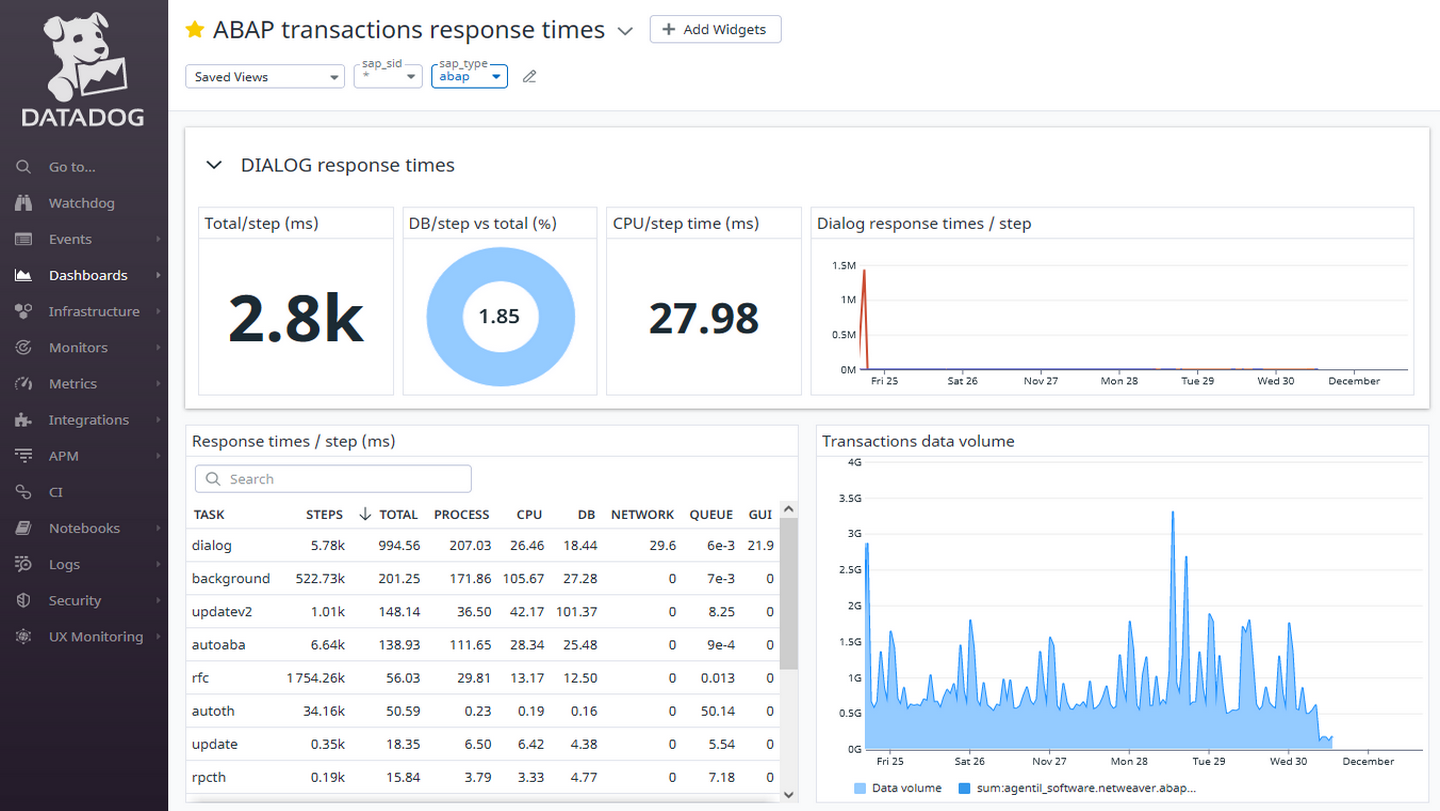 DATADOG
Go to...
Watchdog
Events
Dashboards
Infrastructure
Monitors
Metrics
Integrations
APM
CI
Notebooks
Logs
Security
UX Monitoring
ABAP transactions response times
+ Add Widgets
Saved Views
sap_sid
*
sap_type
abap
DIALOG response times
Total/step (ms)
2.8k
DB/step vs total (%)
1.85
CPU/step time (ms)
27.98
Dialog response times / step
1.5M
1M
0.5M
0M
Fri 25 Sat 26 Nov 27 Mon 28 Tue 29 Wed 30 December
Response times / step (ms)
Search
TASK STEPS TOTAL PROCESS CPU DB NETWORK QUEUE GUI
dialog 5.78k 994.56 207.03 26.46 18.44 29.6 6e-3 21.9
background 522.73k 201.25 171.86 105.67 27.28 0 7e-3 0
updatev2 1.01k 148.14 36.50 42.17 101.37 0 8.25 0
autoaba 6.64k 138.93 111.65 28.34 25.48 0 9e-4 0
rfc 1754.26k 56.03 29.81 13.17 12.50 0 0.013 0
autoth 34.16k 50.59 0.23 0.19 0.16 0 50.14 0
update 0.35k 18.35 6.50 6.42 4.38 0 5.54 0
rpcth 0.19k 15.84 3.79 3.33 4.77 0 7.18 0
Transactions data volume
4G
3.5G
3G
2.5G
2G
1.5G
1G
0.5G
0G
Fri 25 Sat 26 Nov 27 Mon 28 Tue 29 Wed 30 December
Data volume sum:agentil_software.netweaver.abap...